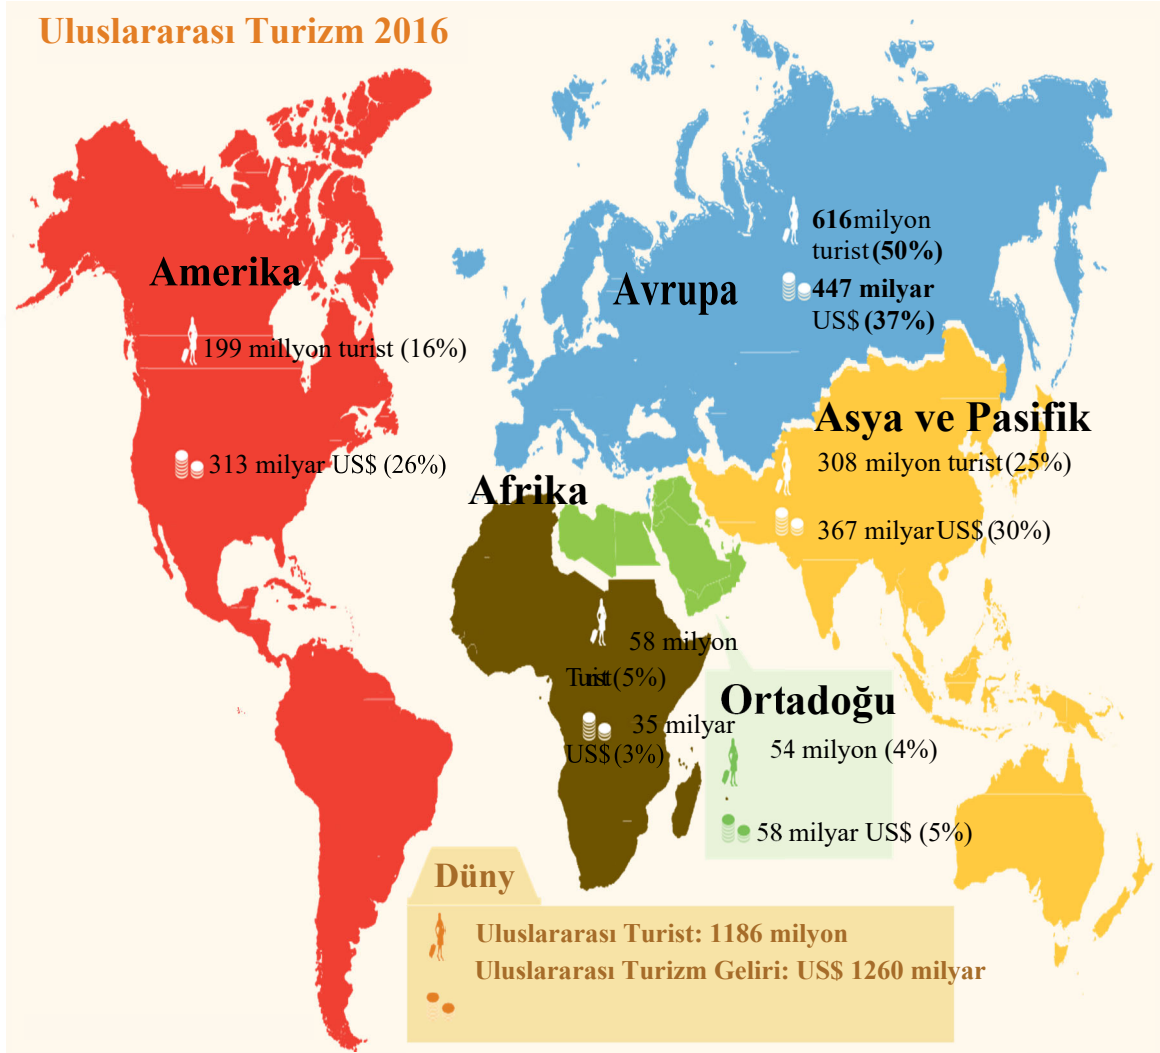 Uluslararası Turizm 2016
Amerika
199 millyon turist (16%)
313 milyar US$ (26%)
Avrupa
616 milyon
turist (50%)
447 milyar
US$ (37%)
Asya ve Pasifik
308 milyon turist (25%)
367 milyar US$ (30%)
Afrika
58 milyon
Turist (5%)
35 milyar
US$ (3%)
Ortadoğu
54 milyon (4%)
58 milyar US$ (5%)
Düny
Uluslararası Turist: 1186 milyon
Uluslararası Turizm Geliri: US$ 1260 milyar